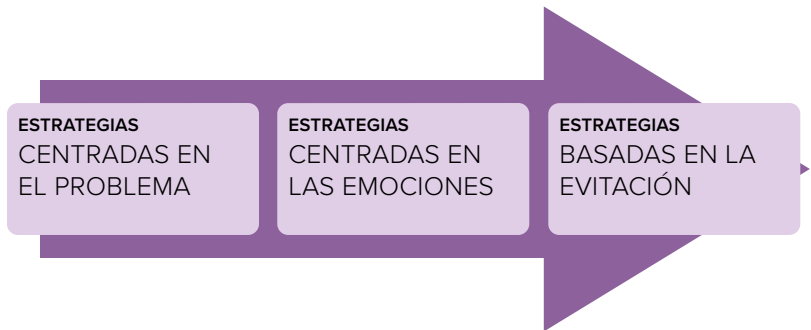 ESTRATEGIAS
CENTRADAS EN
EL PROBLEMA
ESTRATEGIAS
CENTRADAS EN
LAS EMOCIONES
ESTRATEGIAS
BASADAS EN LA
EVITACIÓN